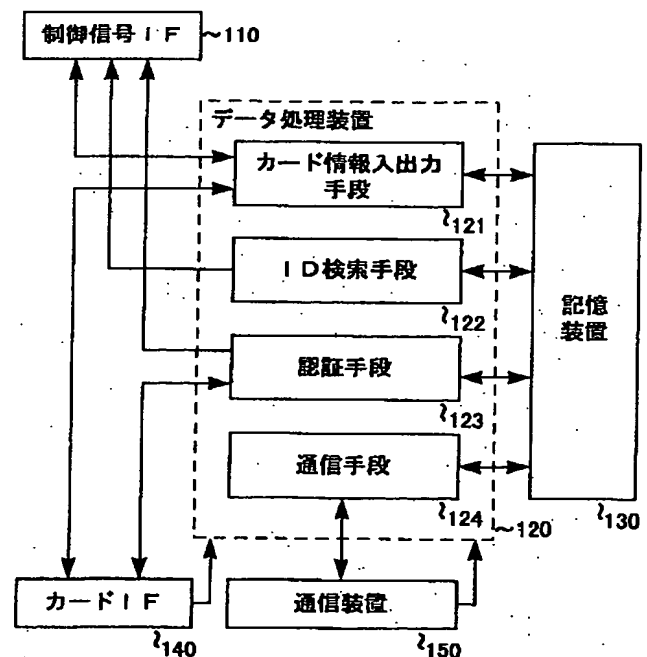 制御信号IF
~110
データ処理装置
カード情報入出力
手段
~121
ID検索手段
~122
認証手段
~123
通信手段
~124
~120
記憶
装置
~130
カードIF
~140
通信装置
~150